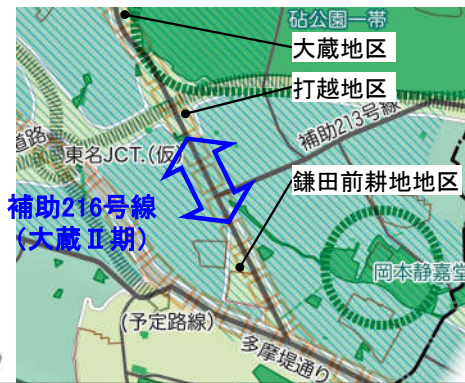 砧公園一帯
大蔵地区
打越地区
補助213号線
道路
東名JCT.(仮)
鎌田前耕地地区
補助216号線
(大蔵Ⅱ期)
岡本静嘉堂
(予定路線)
多摩堤通り